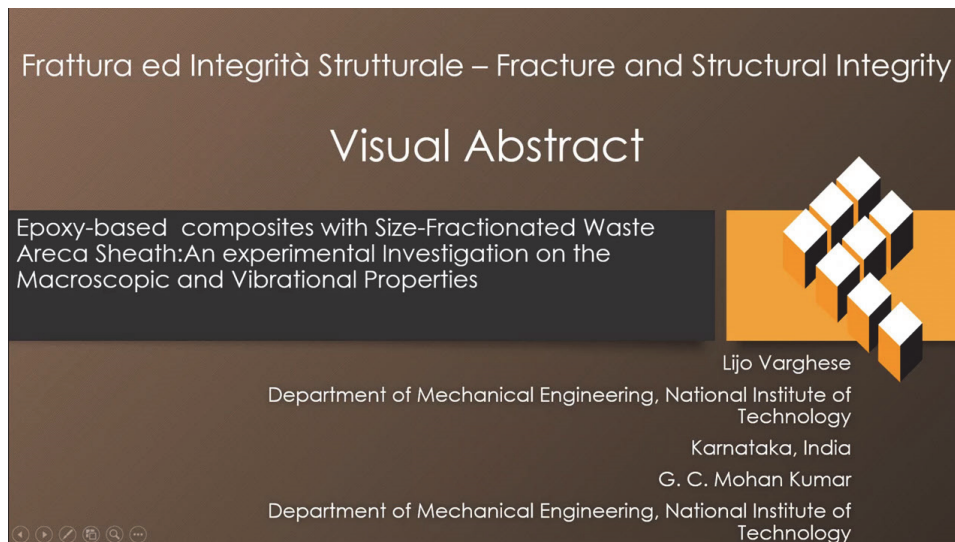 Frattura ed Integrità Strutturale – Fracture and Structural Integrity
Visual Abstract
Epoxy-based  composites with Size-Fractionated Waste
Areca Sheath:An experimental Investigation on the
Macroscopic and Vibrational Properties
Lijo Varghese
Department of Mechanical Engineering, National Institute of
Technology
Karnataka, India
G. C. Mohan Kumar
Department of Mechanical Engineering, National Institute of
Technology